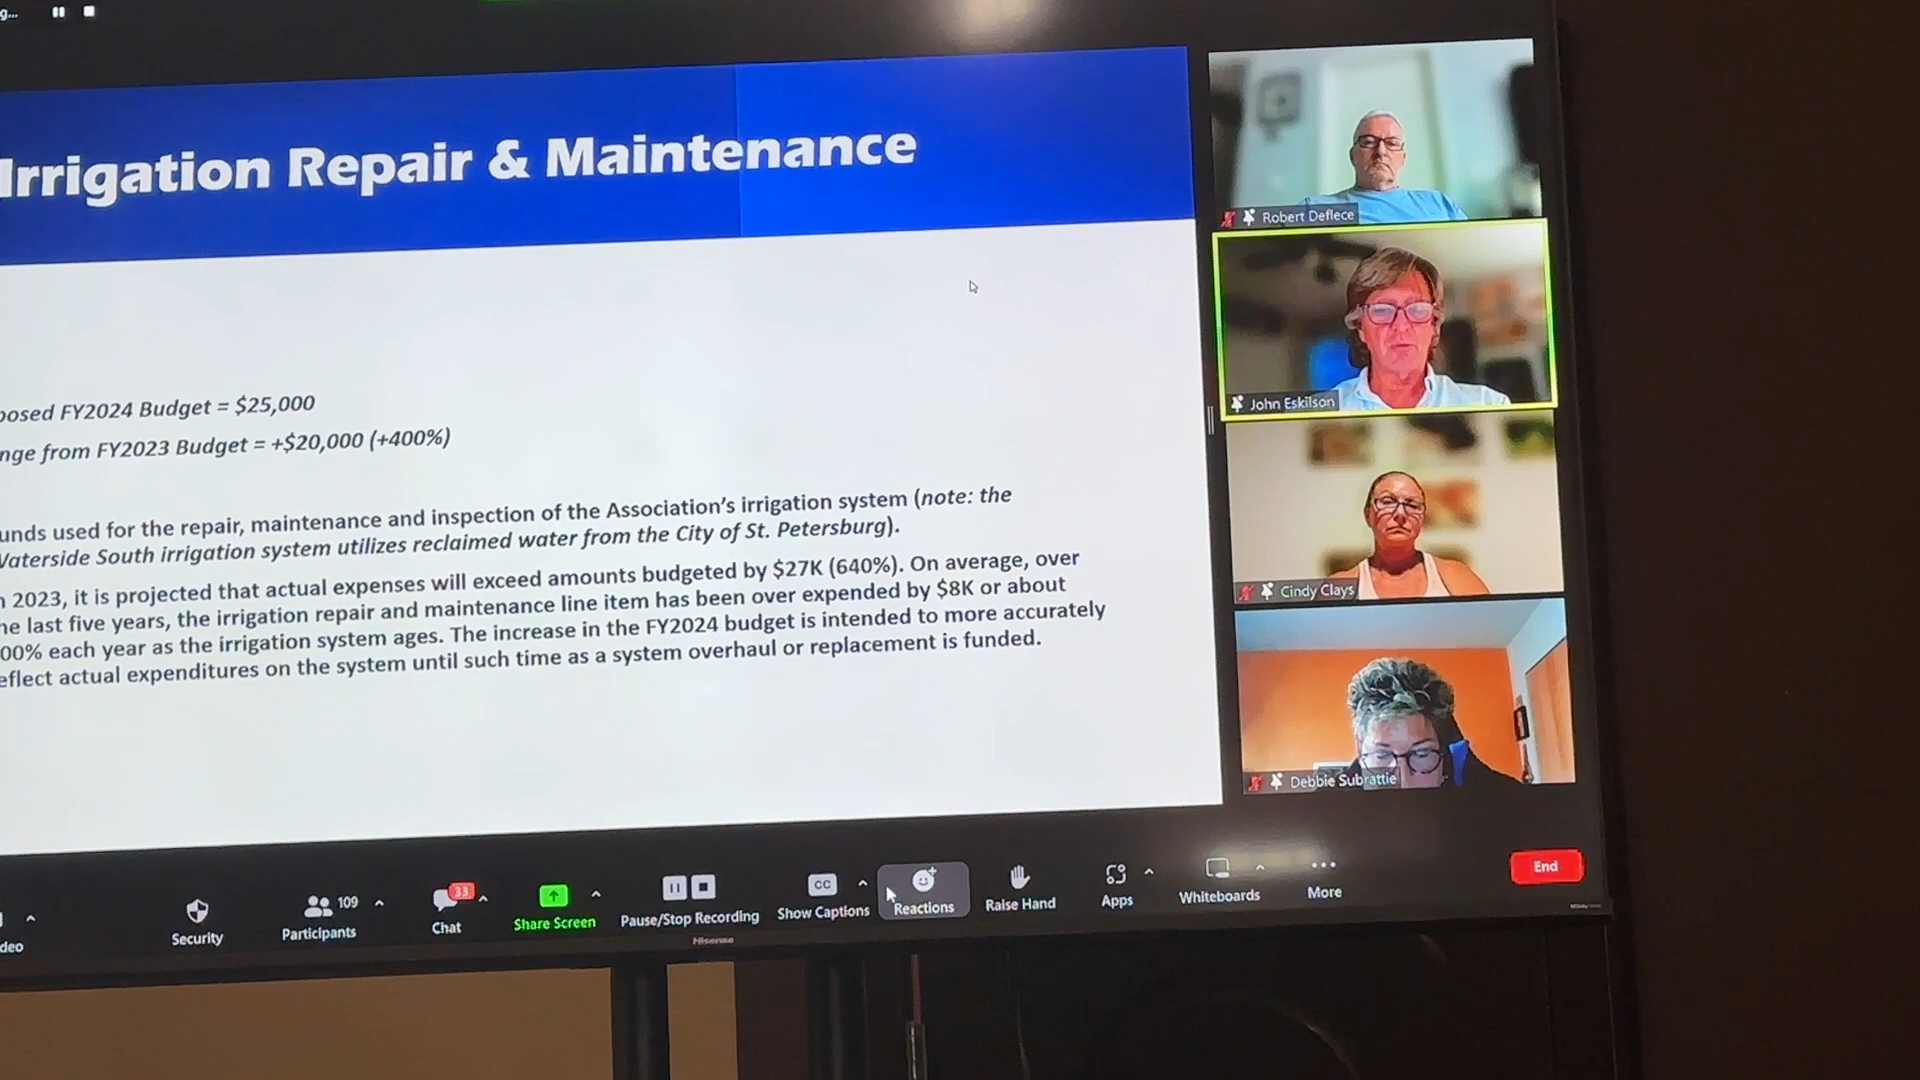 Irrigation Repair & Maintenance
posed FY2024 Budget = $25,000
nge from FY2023 Budget = +$20,000 (+400%)
unds used for the repair, maintenance and inspection of the Association's irrigation system (note: the
Waterside South irrigation system utilizes reclaimed water from the City of St. Petersburg).
n 2023, it is projected that actual expenses will exceed amounts budgeted by $27K (640%). On average, over
he last five years, the irrigation repair and maintenance line item has been over expended by $8K or about
00% each year as the irrigation system ages. The increase in the FY2024 budget is intended to more accurately
eflect actual expenditures on the system until such time as a system overhaul or replacement is funded.
Robert Deflece
John Eskilson
Cindy Clays
Debbie Subrattie
deo
Security
109
Participants
33
Chat
Share Screen
Pause/Stop Recording
CC
Show Captions
Reactions
Raise Hand
Apps
Whiteboards
More
End
Hisense